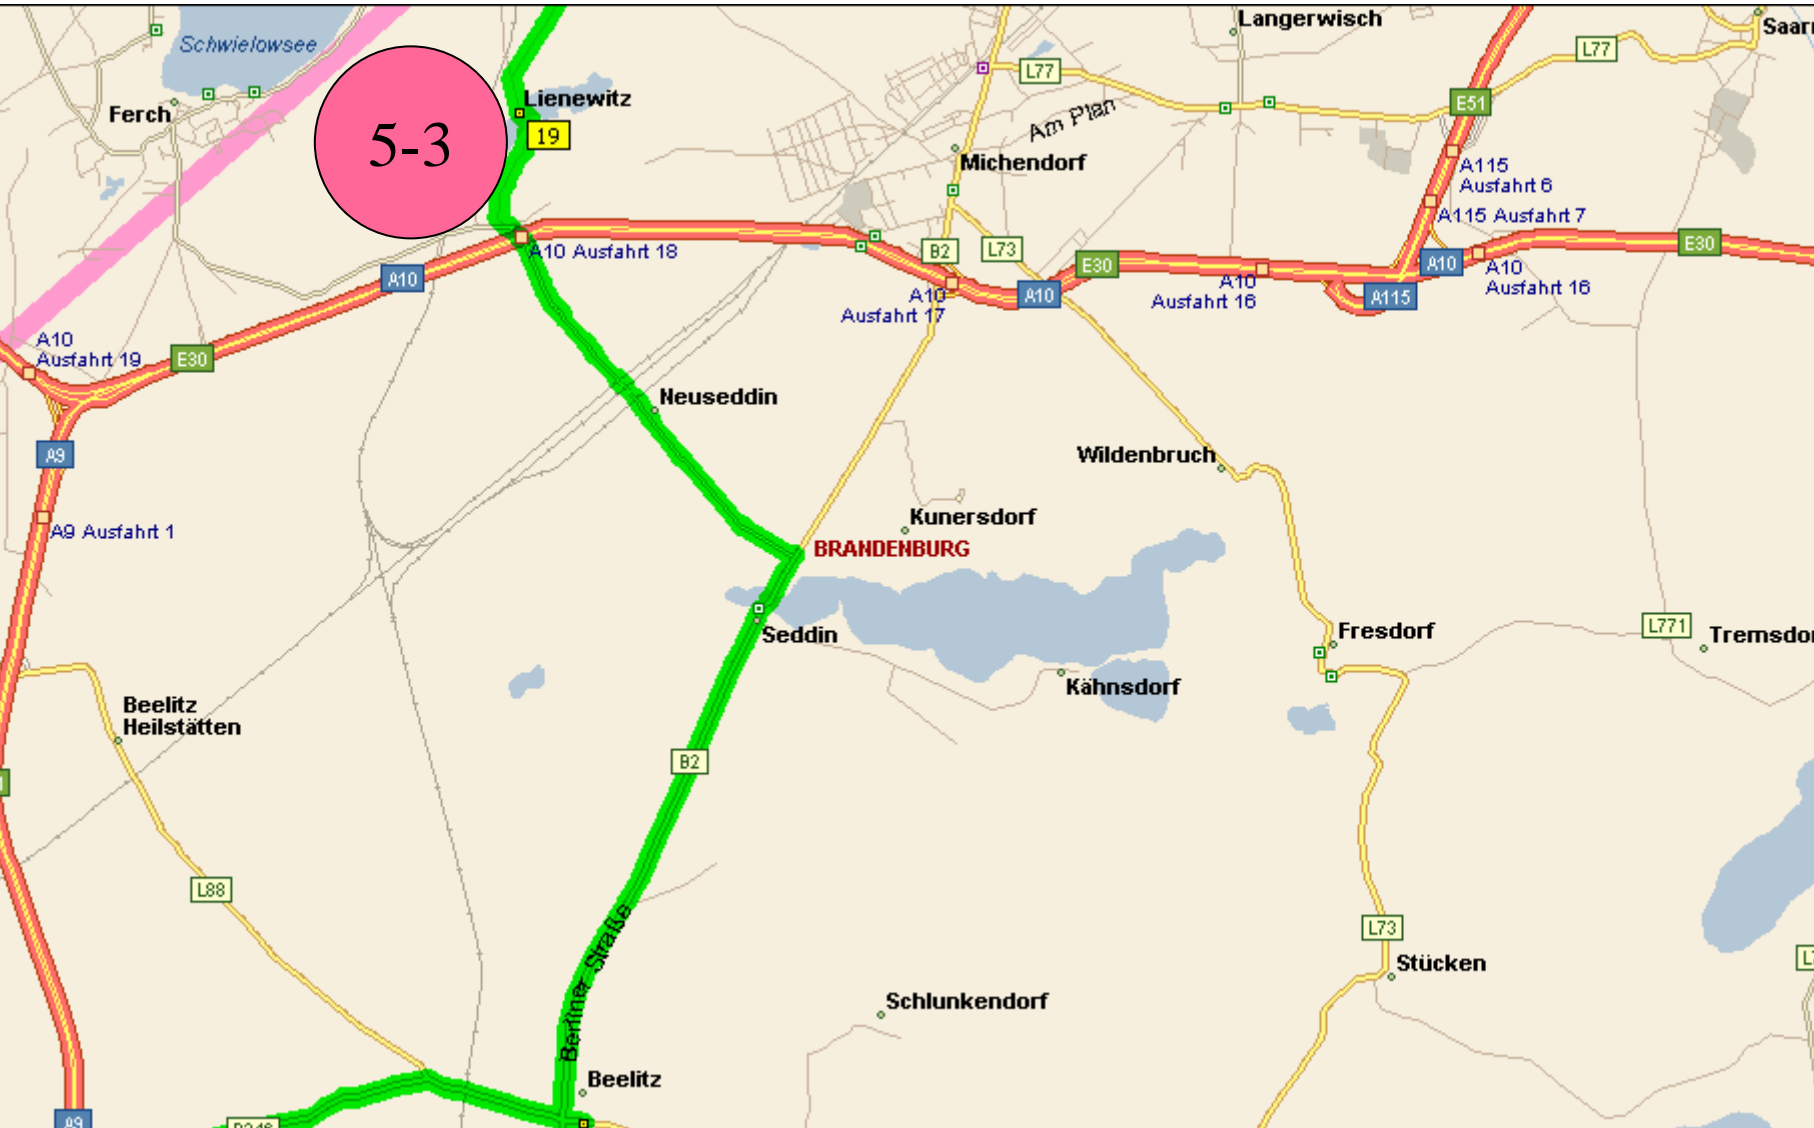 Schwielowsee
Langerwisch
Saar
L77
L77
Ferch
Lienewitz
19
5-3
E51
Am Plan
Michendorf
A115
Ausfahrt 6
A115 Ausfahrt 7
A10 Ausfahrt 18
B2
L73
E30
E30
A10
A10
A10
Ausfahrt 17
A10
Ausfahrt 16
A10
A115
A10
Ausfahrt 16
A10
Ausfahrt 19
E30
Neuseddin
A9
Wildenbruch
A9 Ausfahrt 1
Kunersdorf
BRANDENBURG
Seddin
Fresdorf
L771
Tremsdo
Kähnsdorf
Beelitz
Heilstätten
B2
L88
Berliner Straße
L73
Stücken
Schlunkendorf
Beelitz
A9